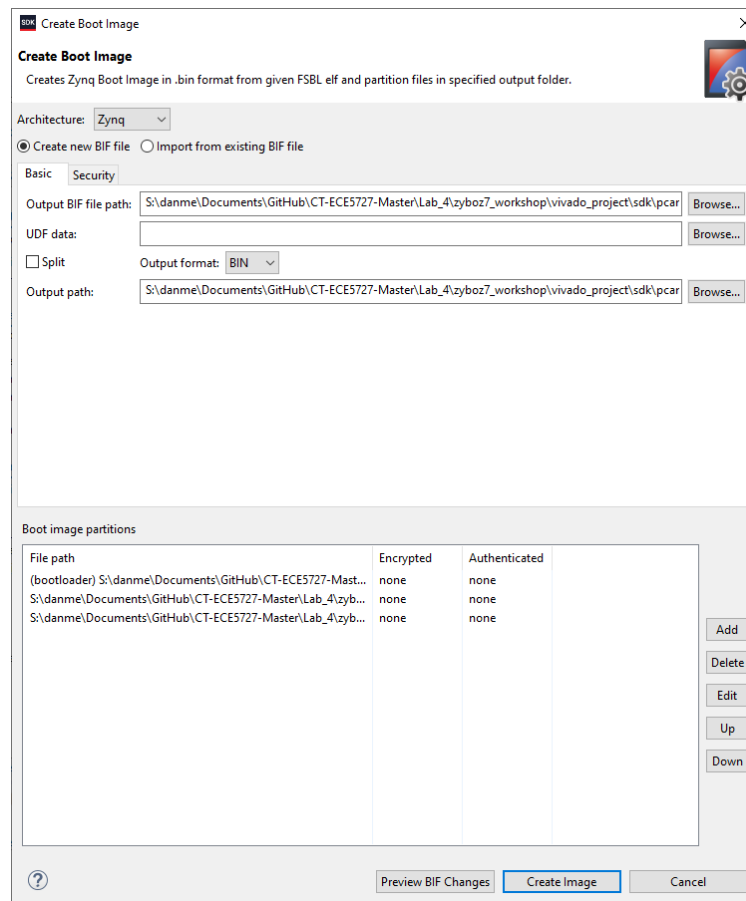 SDK Create Boot Image
Create Boot Image
Creates Zynq Boot Image in .bin format from given FSBL elf and partition files in specified output folder.
Architecture: Zynq
Create new BIF file Import from existing BIF file
Basic Security
Output BIF file path: S:\danme\Documents\GitHub\CT-ECE5727-Master\Lab_4\zyboz7_workshop\vivado_project\sdk\pcar Browse...
UDF data: Browse...
Split Output format: BIN
Output path: S:\danme\Documents\GitHub\CT-ECE5727-Master\Lab_4\zyboz7_workshop\vivado_project\sdk\pcar Browse...
Boot image partitions
File path Encrypted Authenticated
(bootloader) S:\danme\Documents\GitHub\CT-ECE5727-Mast... none none
S:\danme\Documents\GitHub\CT-ECE5727-Master\Lab_4\zyb... none none
S:\danme\Documents\GitHub\CT-ECE5727-Master\Lab_4\zyb... none none
Add
Delete
Edit
Up
Down
? Preview BIF Changes Create Image Cancel